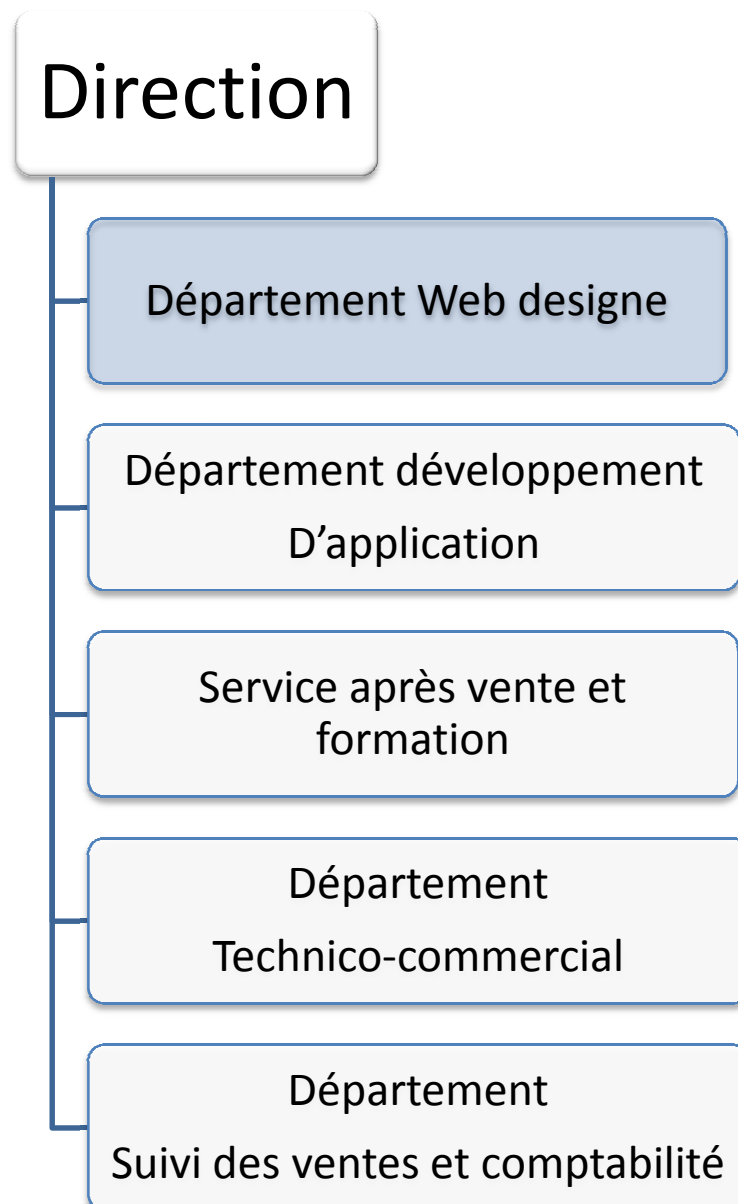 Direction
Département Web designe
Département développement
D’application
Service après vente et
formation
Département
Technico-commercial
Département
Suivi des ventes et comptabilité